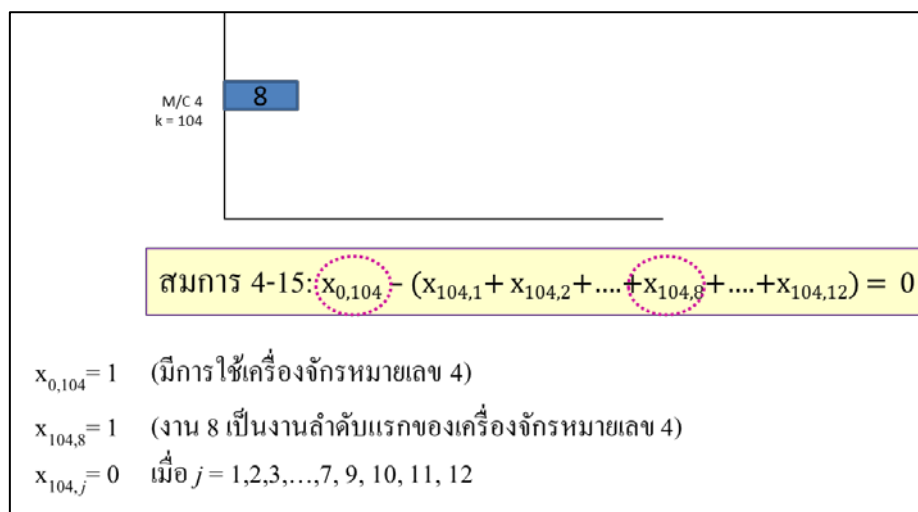 M/C 4
k = 104
8
สมการ 4-15: x₀,₁₀₄ - (x₁₀₄,₁+ x₁₀₄,₂+....+x₁₀₄,₈+....+x₁₀₄,₁₂) = 0
x₀,₁₀₄= 1 (มีการใช้เครื่องจักรหมายเลข 4)
x₁₀₄,₈= 1 (งาน 8 เป็นงานลำดับแรกของเครื่องจักรหมายเลข 4)
x₁₀₄,ⱼ= 0 เมื่อ j = 1,2,3,...,7, 9, 10, 11, 12